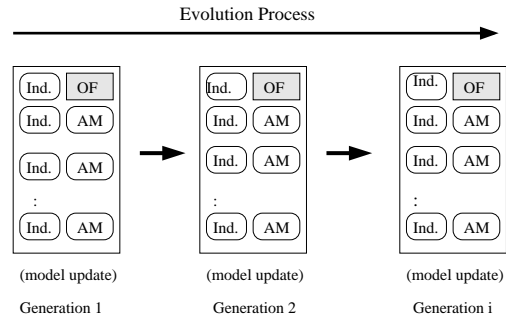 Evolution Process
Ind. OF Ind. OF Ind. OF
Ind. AM Ind. AM Ind. AM
Ind. AM Ind. AM Ind. AM
: : :
Ind. AM Ind. AM Ind. AM
(model update) (model update) (model update)
Generation 1 Generation 2 Generation i